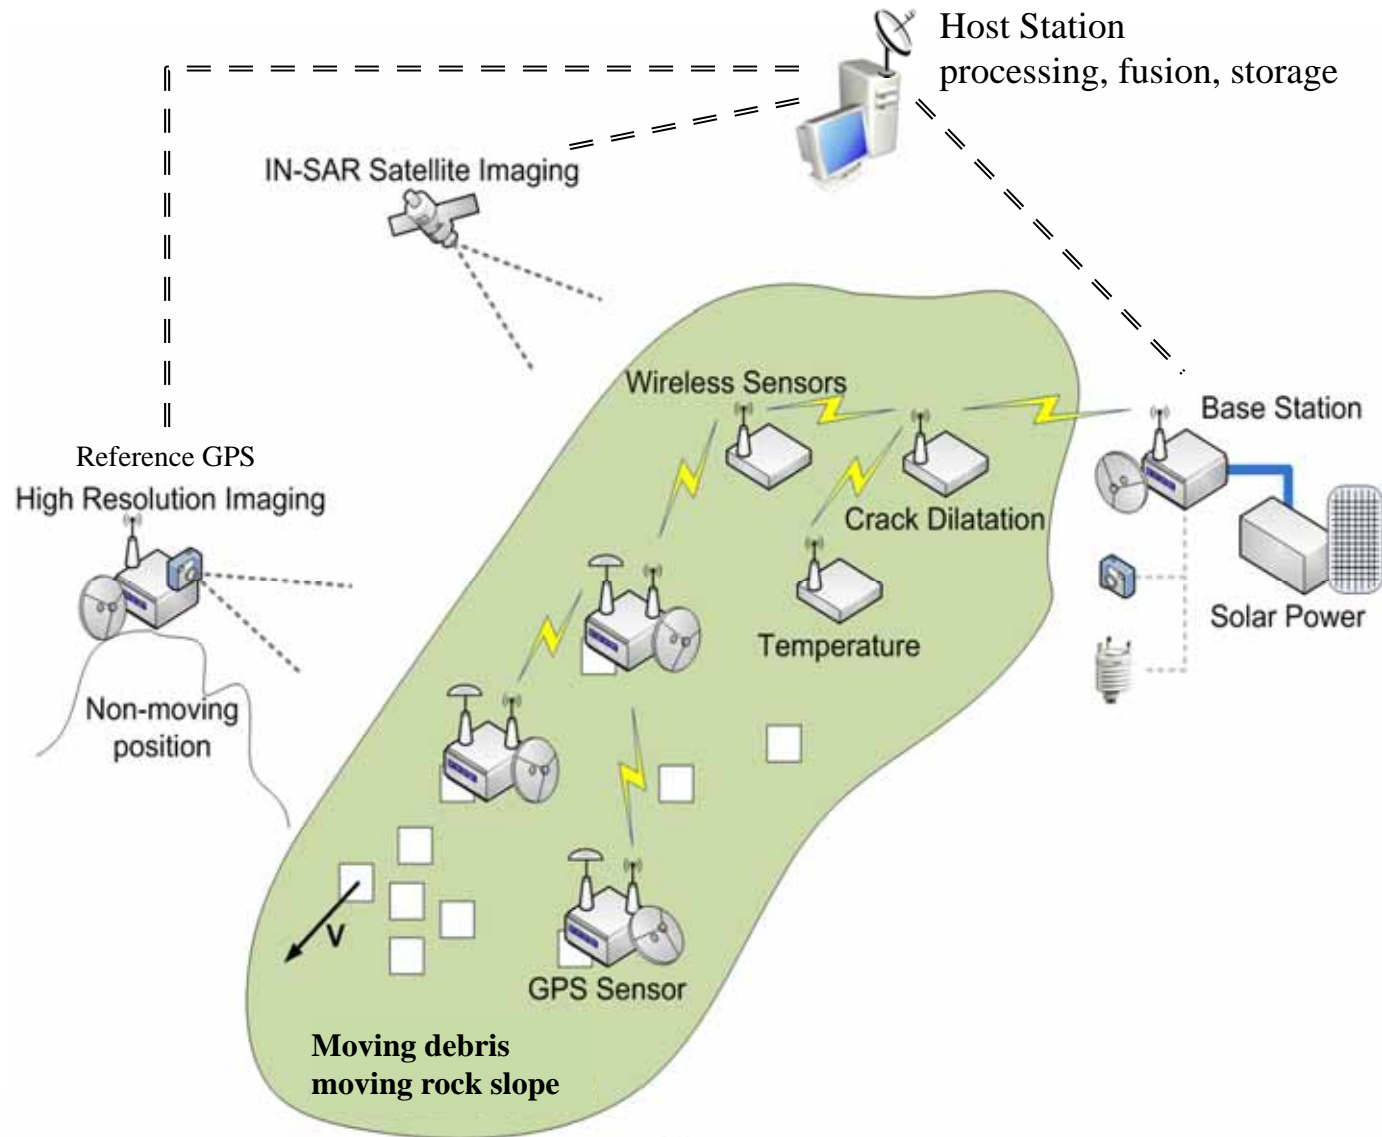 Host Station
processing, fusion, storage
IN-SAR Satellite Imaging
Wireless Sensors
Base Station
Reference GPS
High Resolution Imaging
Crack Dilatation
Solar Power
Temperature
Non-moving
position
V
GPS Sensor
Moving debris
moving rock slope